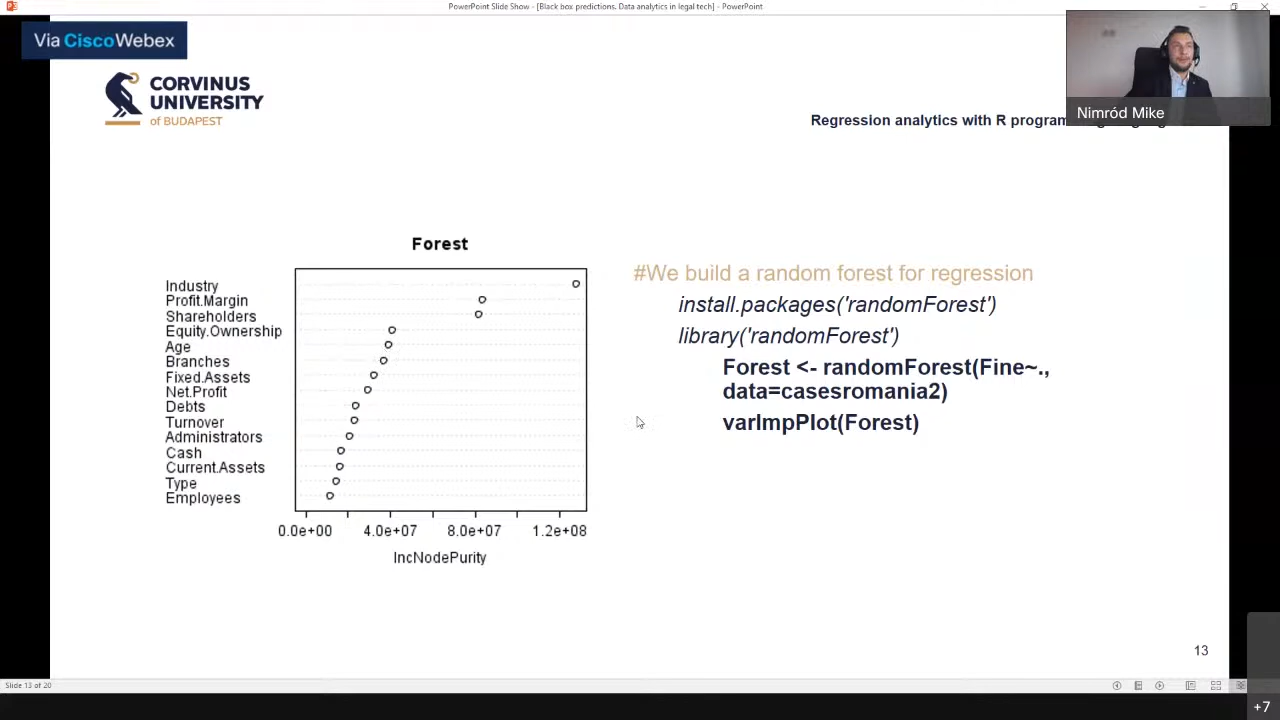 PowerPoint Slide Show - [Black box predictions. Data analytics in legal tech] - PowerPoint
Via CiscoWebex
CORVINUS
UNIVERSITY
of BUDAPEST
Nimród Mike
Regression analytics with R program
Forest
Industry
Profit.Margin
Shareholders
Equity.Ownership
Age
Branches
Fixed.Assets
Net.Profit
Debts
Turnover
Administrators
Cash
Current.Assets
Type
Employees
0.0e+00 4.0e+07 8.0e+07 1.2e+08
IncNodePurity
#We build a random forest for regression
install.packages('randomForest')
library('randomForest')
Forest <- randomForest(Fine~.,
data=casesromania2)
varImpPlot(Forest)
13
Slide 13 of 20
+7